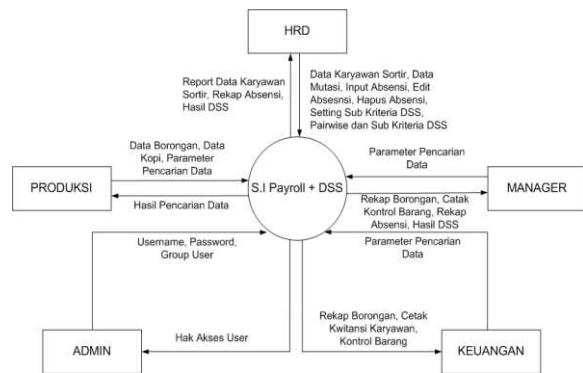 HRD
Report Data Karyawan
Sortir, Rekap Absensi,
Hasil DSS
Data Karyawan Sortir, Data
Mutasi, Input Absensi, Edit
Absesnsi, Hapus Absensi,
Setting Sub Kriteria DSS,
Pairwise dan Sub Kriteria DSS
Data Borongan, Data
Kopi, Parameter
Pencarian Data
Parameter Pencarian
Data
PRODUKSI
S.I Payroll + DSS
MANAGER
Hasil Pencarian Data
Rekap Borongan, Catak
Kontrol Barang, Rekap
Absensi, Hasil DSS
Username, Password,
Group User
Parameter Pencarian
Data
Hak Akses User
Rekap Borongan, Cetak
Kwitansi Karyawan,
Kontrol Barang
ADMIN
KEUANGAN